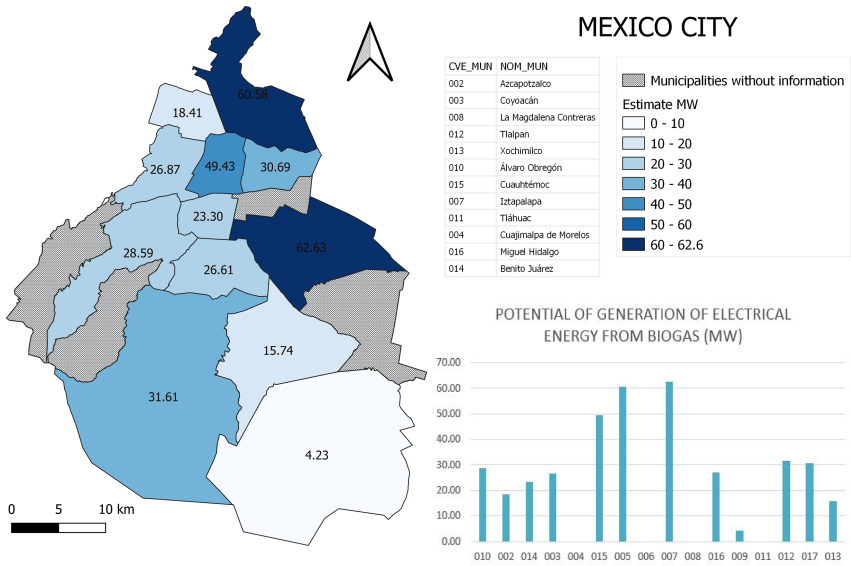 MEXICO CITY
60.58
18.41
26.87
49.43
30.69
23.30
62.63
28.59
26.61
15.74
31.61
4.23
0 5 10 km
CVE_MUN NOM_MUN
002 Azcapotzalco
003 Coyoacán
008 La Magdalena Contreras
012 Tlalpan
013 Xochimilco
010 Álvaro Obregón
015 Cuauhtémoc
007 Iztapalapa
011 Tláhuac
004 Cuajimalpa de Morelos
016 Miguel Hidalgo
014 Benito Juárez
Municipalities without information
Estimate MW
0 - 10
10 - 20
20 - 30
30 - 40
40 - 50
50 - 60
60 - 62.6
POTENTIAL OF GENERATION OF ELECTRICAL
ENERGY FROM BIOGAS (MW)
70.00
60.00
50.00
40.00
30.00
20.00
10.00
0.00
010 002 014 003 004 015 005 006 007 008 016 009 011 012 017 013